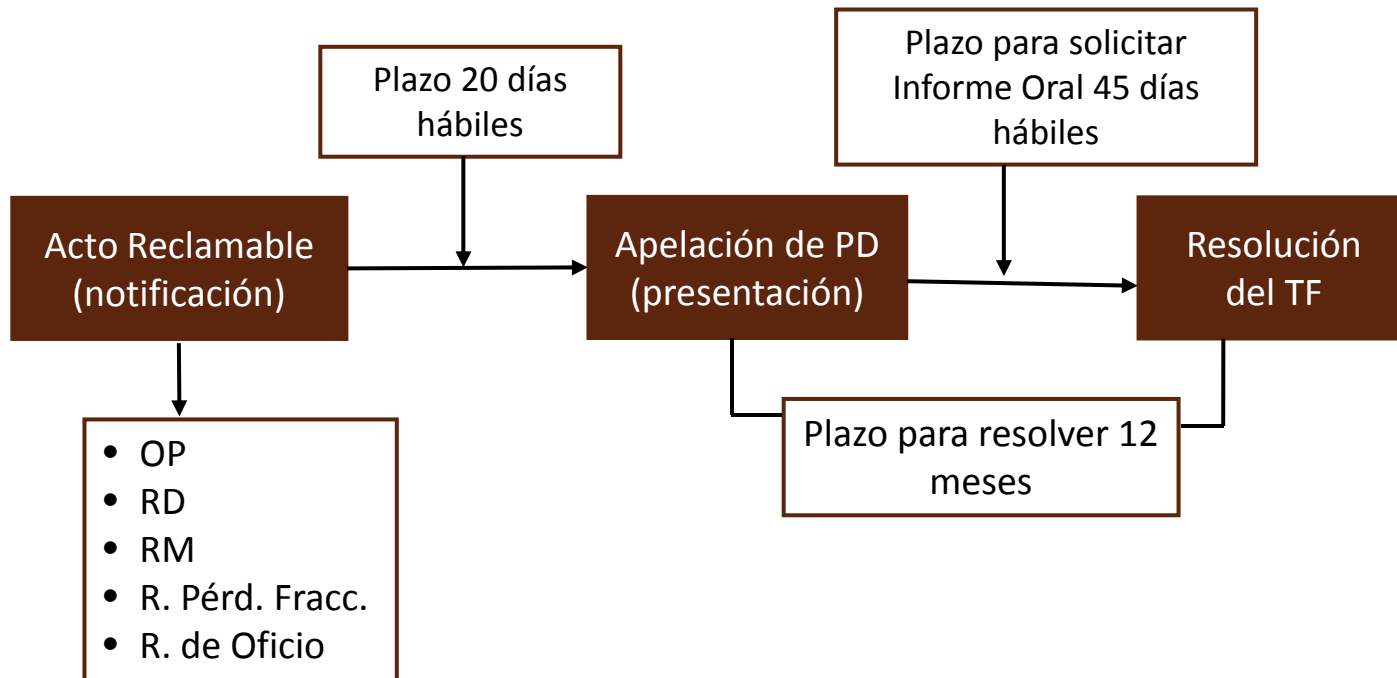 Plazo 20 días
hábiles
Plazo para solicitar
Informe Oral 45 días
hábiles
Acto Reclamable
(notificación)
Apelación de PD
(presentación)
Resolución
del TF
Plazo para resolver 12
meses
• OP
• RD
• RM
• R. Pérd. Fracc.
• R. de Oficio